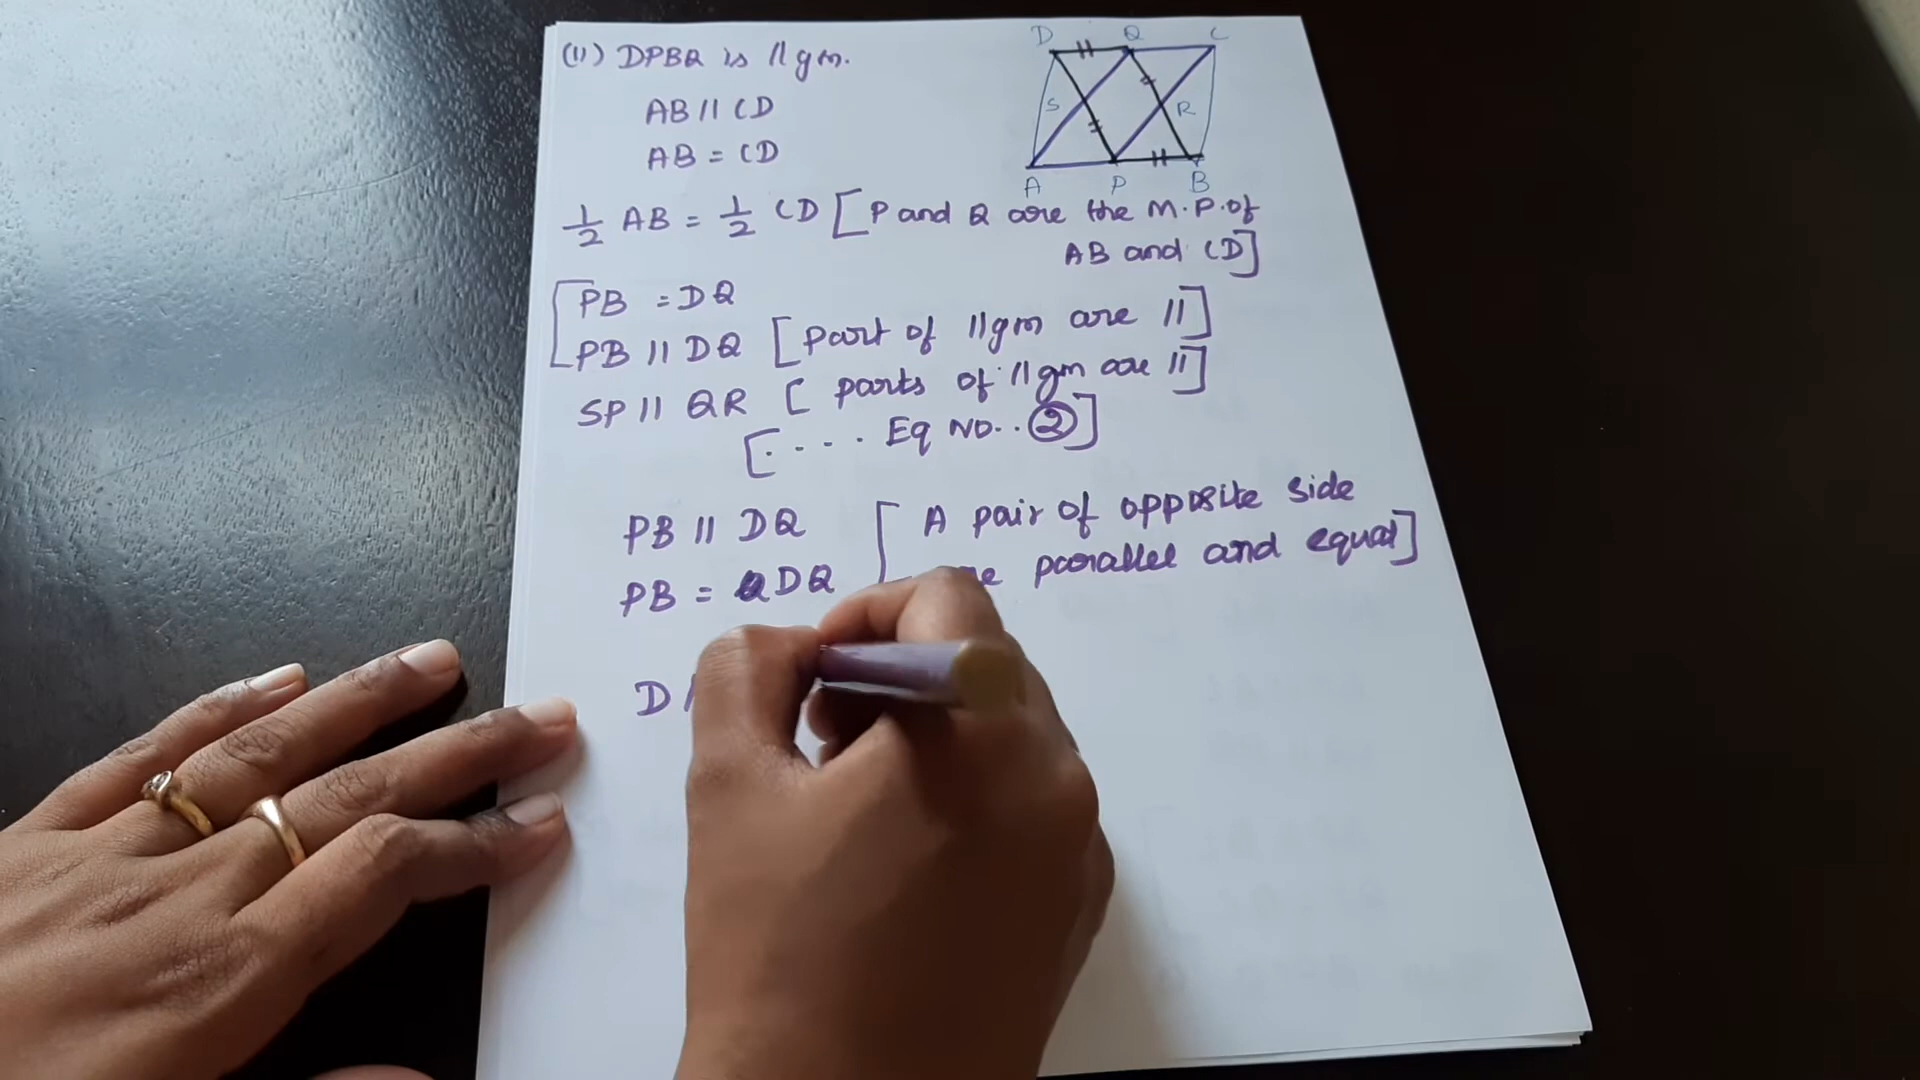 (11) DPBQ is ||gm.
AB || CD
AB = CD
1/2 AB = 1/2 CD [P and Q are the M.P. of
AB and CD]
PB = DQ
PB || DQ [part of ||gm are ||]
SP || QR [ parts of ||gm are ||]
[. - - . Eq No.. ②]
PB || DQ [ A pair of opposite side
PB = DQ parallel and equal]
D
D Q C
S R
A P B